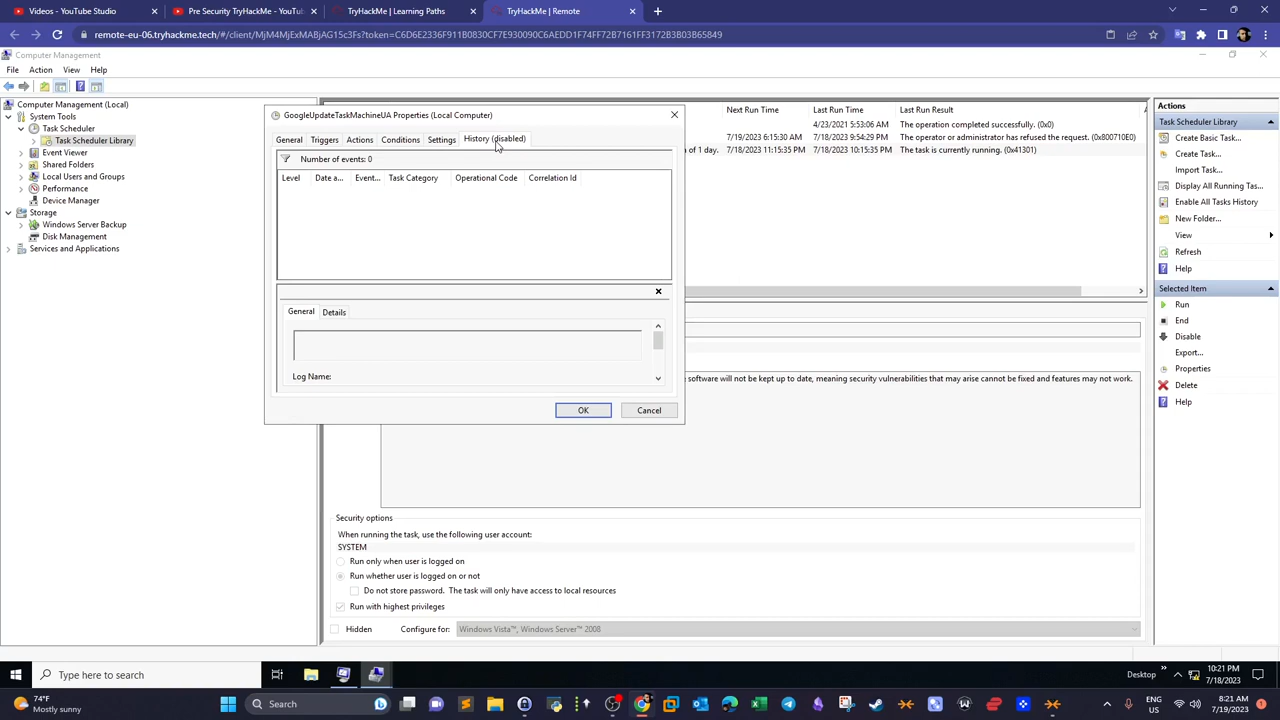 Videos - YouTube
Pre Security TryHackMe - YouTub
TryHackMe | Learning Paths
TryHackMe | Remote
remote-eu-06.tryhackme.tech/#/client/MjM4MjExMABjAG15c3Fs?token=C6D6E2336F9113E07CF30696930C6AEDD1F74FF72B7161FF3172B3B03B65B849
Computer Management
File Action View Help
Computer Management (Local)
System Tools
Task Scheduler
Task Scheduler Library
Event Viewer
Shared Folders
Local Users and Groups
Performance
Device Manager
Storage
Windows Server Backup
Disk Management
Services and Applications
GoogleUpdateTaskMachineUA Properties (Local Computer)
General Triggers Actions Conditions Settings History (disabled)
Number of events: 0
Level Date a... Event... Task Category Operational Code Correlation Id
General Details
Log Name:
OK Cancel
Next Run Time Last Run Time Last Run Result
4/23/2021 5:53:06 AM The operation completed successfully. (0x0)
7/19/2023 6:15:30 AM 7/18/2023 9:54:29 PM The operator or administrator has refused the request. (0x800710E0)
n of 1 day. 7/18/2023 11:15:35 PM 7/18/2023 10:15:35 PM The task is currently running. (0x41301)
software will not be kept up to date, meaning security vulnerabilities that may arise cannot be fixed and features may not work.
Security options
When running the task, use the following user account:
SYSTEM
Run only when user is logged on
Run whether user is logged on or not
Do not store password. The task will only have access to local resources
Run with highest privileges
Hidden Configure for: Windows Vista™, Windows Server™ 2008
Actions
Task Scheduler Library
Create Basic Task...
Create Task...
Import Task...
Display All Running Tas...
Enable All Tasks History
New Folder...
View
Refresh
Help
Selected Item
Run
End
Disable
Export...
Properties
Delete
Help
Type here to search
Desktop
10:21 PM
7/18/2023
74°F
Mostly sunny
Search
ENG
US
8:21 AM
7/19/2023